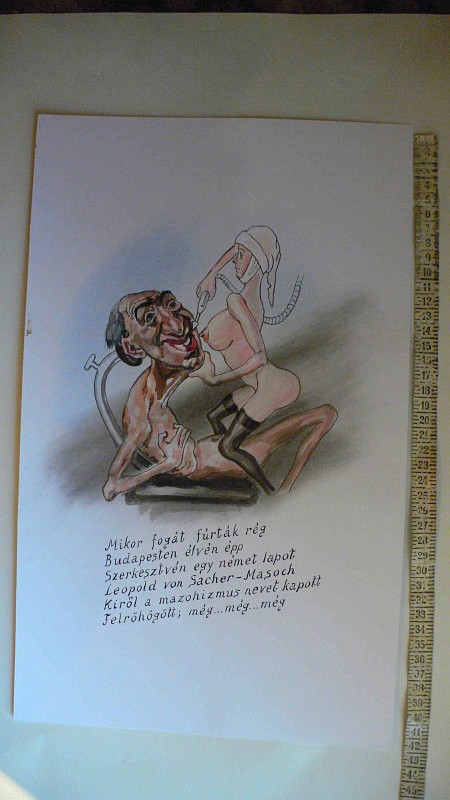 Mikor fogát fúrták rég
Budapesten élvén épp
Szerkesztvén egy német lapot
Leopold von Sacher-Masoch
Kiről a mazohizmus nevet kapott
Felröhögött; még...még...még